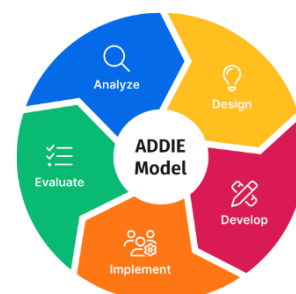 Analyze
Design
ADDIE
Model
Evaluate
Develop
Implement